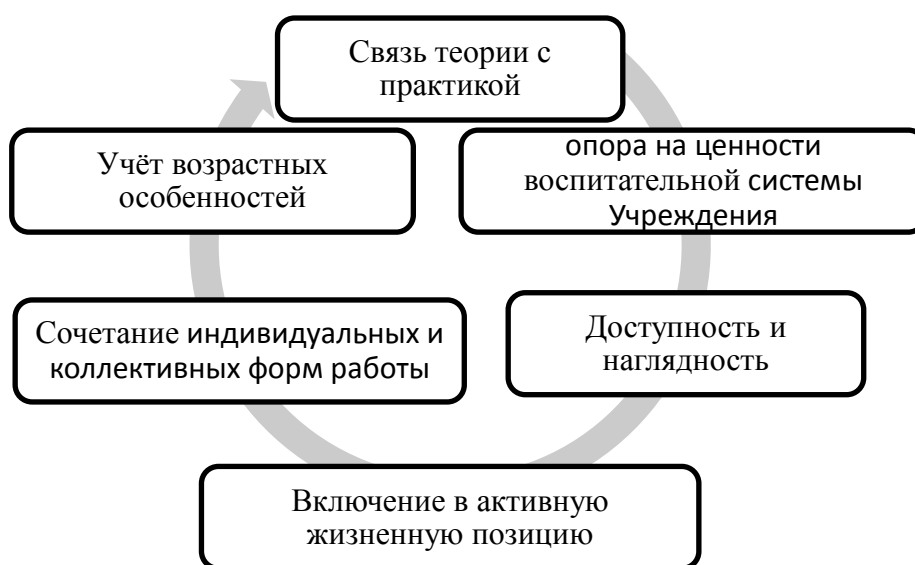 Связь теории с
практикой
Учёт возрастных
особенностей
опора на ценности
воспитательной системы
Учреждения
Сочетание индивидуальных и
коллективных форм работы
Доступность и
наглядность
Включение в активную
жизненную позицию